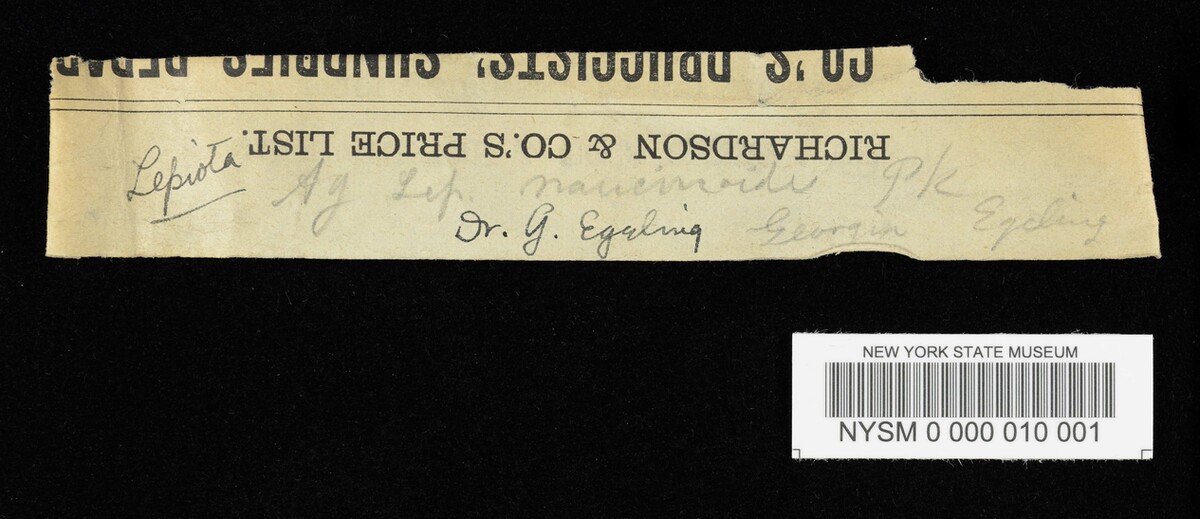 CO.'S DRUGGISTS' SUNDRIES DEPAR
RICHARDSON & CO.'S PRICE LIST.
Lepiota
Ag Lep. naucinoides Pk
Dr. G. Eggling Georgia Egeling
NEW YORK STATE MUSEUM
NYSM 0 000 010 001